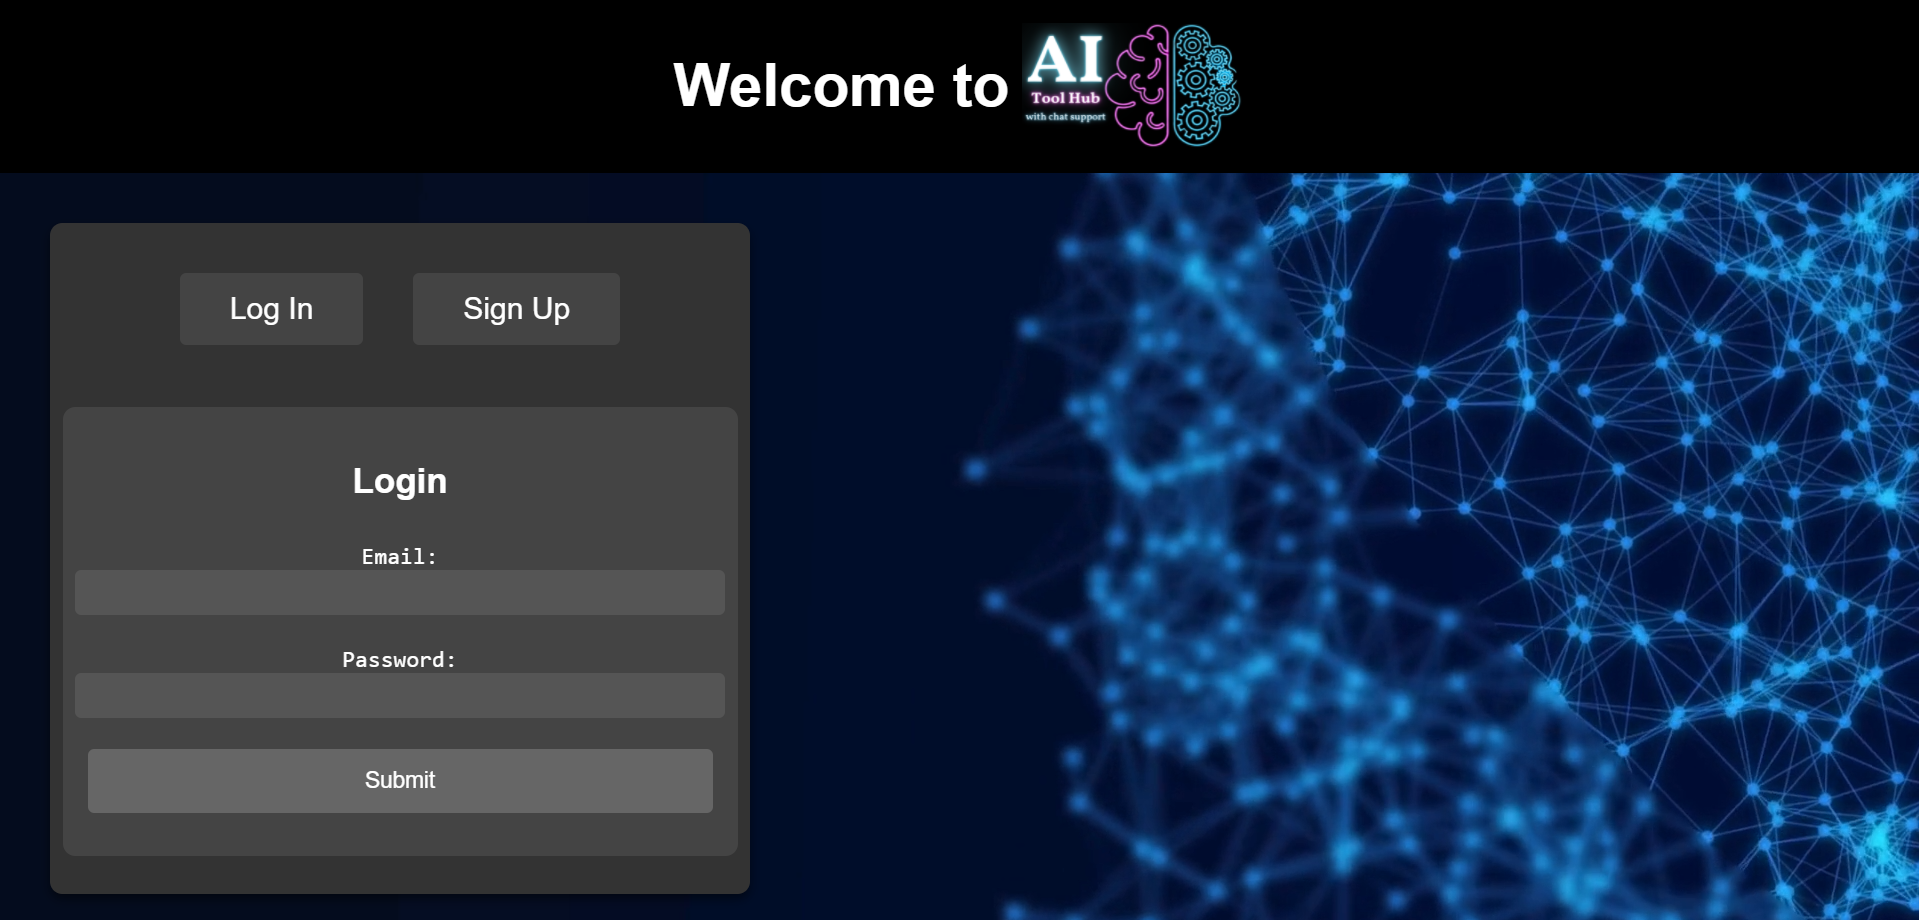 Welcome to
AI
Tool Hub
with chat support
Log In
Sign Up
Login
Email:
Password:
Submit